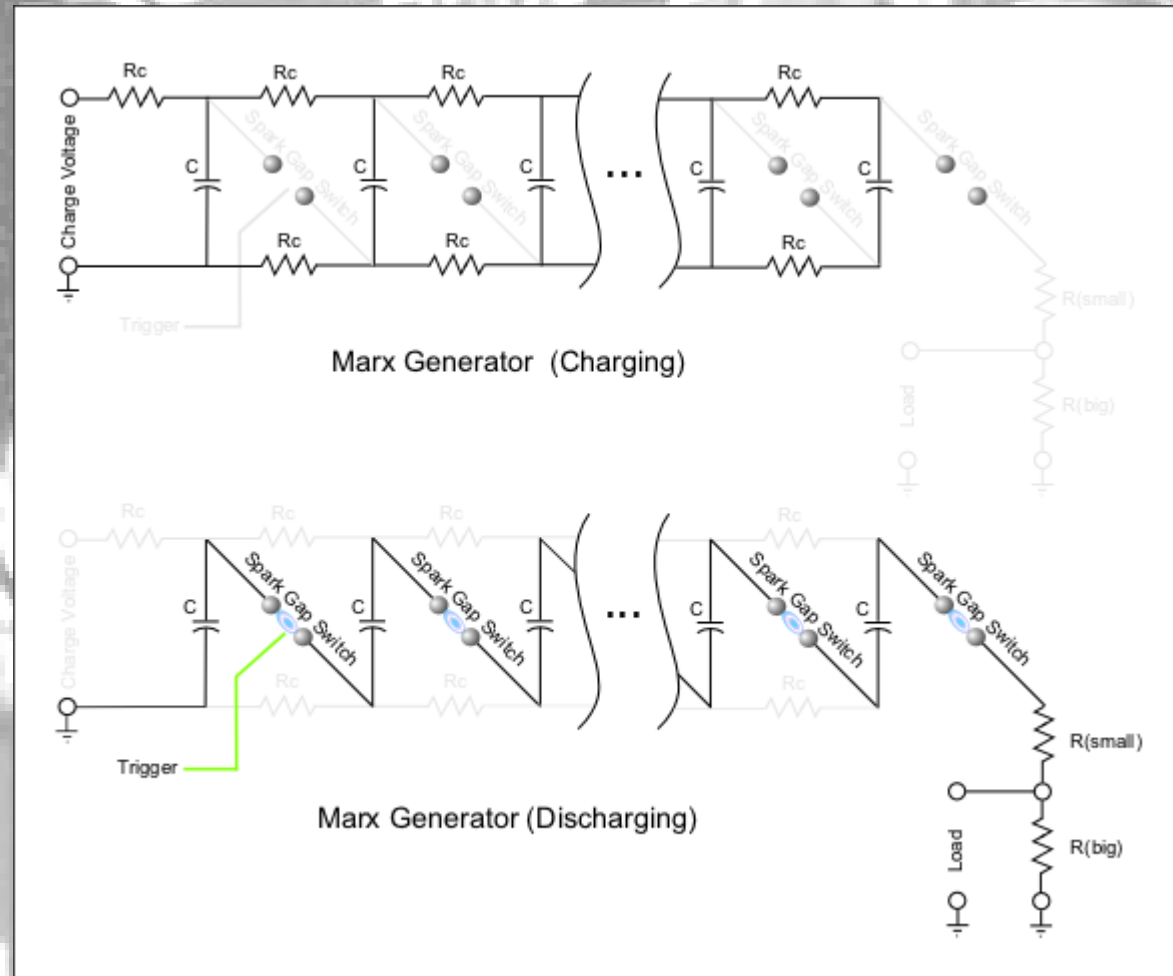 Rc Rc Rc Rc
Charge Voltage
C Spark Gap Switch C Spark Gap Switch C ... C Spark Gap Switch C Spark Gap Switch
Rc Rc Rc
Trigger
R(small)
Marx Generator (Charging)
Load
R(big)
Rc Rc Rc Rc
Charge Voltage
C Spark Gap Switch C Spark Gap Switch C ... C Spark Gap Switch C Spark Gap Switch
Rc Rc Rc
Trigger
R(small)
Marx Generator (Discharging)
Load
R(big)